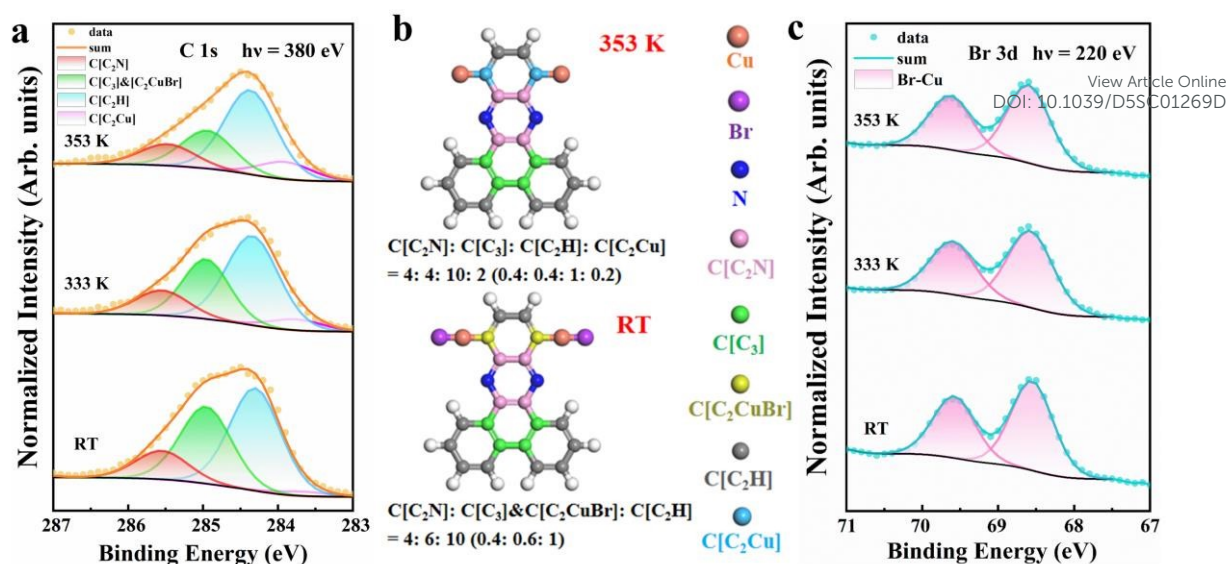 a
data
sum
C[C₂N]
C[C₃]&[C₂CuBr]
C[C₂H]
C[C₂Cu]
C 1s hν = 380 eV
353 K
333 K
RT
Normalized Intensity (Arb. units)
287 286 285 284 283
Binding Energy (eV)
b
353 K
C[C₂N]: C[C₃]: C[C₂H]: C[C₂Cu]
= 4: 4: 10: 2 (0.4: 0.4: 1: 0.2)
RT
C[C₂N]: C[C₃]&C[C₂CuBr]: C[C₂H]
= 4: 6: 10 (0.4: 0.6: 1)
Cu
Br
N
C[C₂N]
C[C₃]
C[C₂CuBr]
C[C₂H]
C[C₂Cu]
c
data
sum
Br-Cu
Br 3d hν = 220 eV
View Article Online
DOI: 10.1039/D5SC01269D
353 K
333 K
RT
Normalized Intensity (Arb. units)
71 70 69 68 67
Binding Energy (eV)